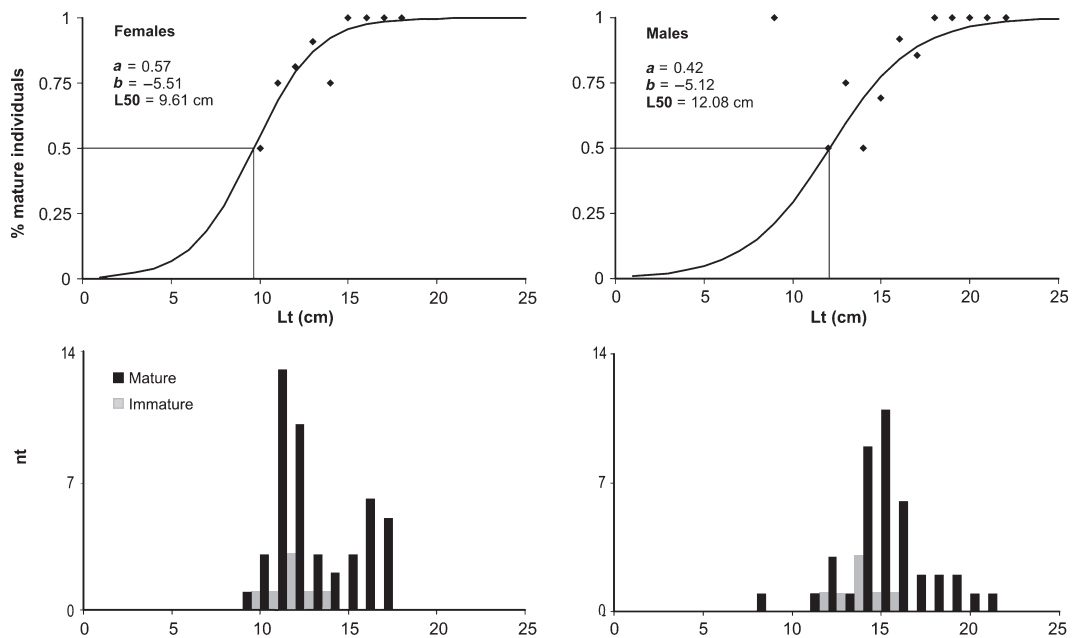 1
0.75
0.5
0.25
0
% mature individuals
Females
a = 0.57
b = –5.51
L50 = 9.61 cm
0 5 10 15 20 25
Lt (cm)
1
0.75
0.5
0.25
0
Males
a = 0.42
b = –5.12
L50 = 12.08 cm
0 5 10 15 20 25
Lt (cm)
14
7
0
nt
Mature
Immature
0 5 10 15 20 25
14
7
0
0 5 10 15 20 25